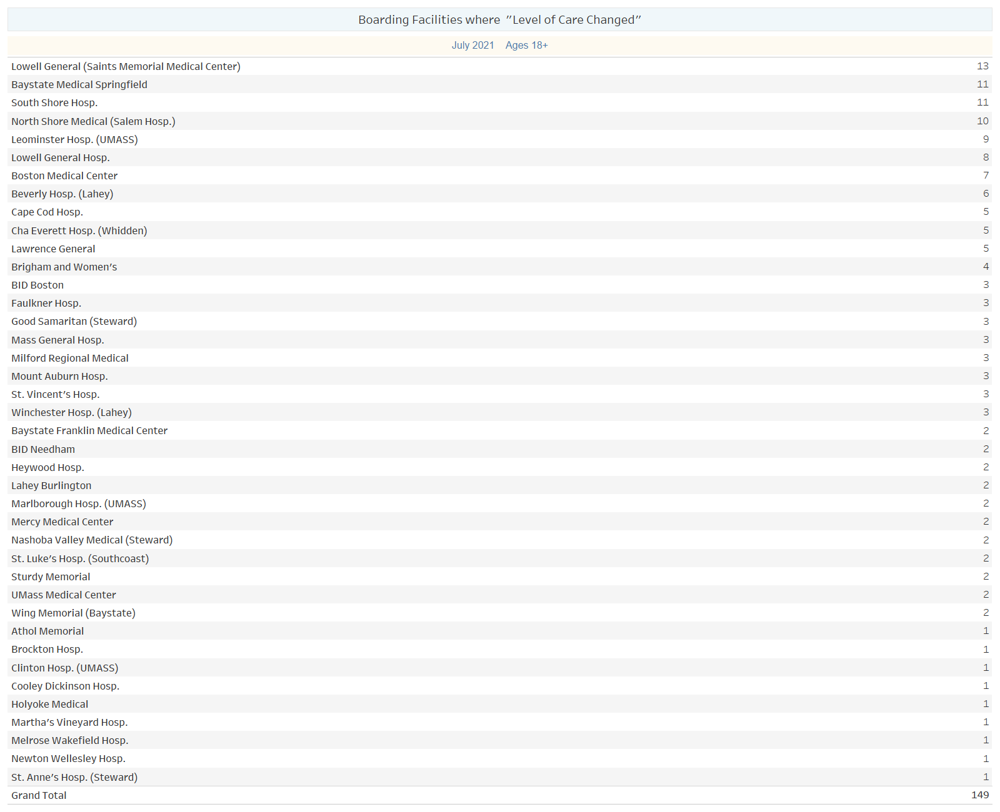 Boarding Facilities where "Level of Care Changed"
July 2021 Ages 18+
Lowell General (Saints Memorial Medical Center) 13
Baystate Medical Springfield 11
South Shore Hosp. 11
North Shore Medical (Salem Hosp.) 10
Leominster Hosp. (UMASS) 9
Lowell General Hosp. 8
Boston Medical Center 7
Beverly Hosp. (Lahey) 6
Cape Cod Hosp. 5
Cha Everett Hosp. (Whidden) 5
Lawrence General 5
Brigham and Women's 4
BID Boston 3
Faulkner Hosp. 3
Good Samaritan (Steward) 3
Mass General Hosp. 3
Milford Regional Medical 3
Mount Auburn Hosp. 3
St. Vincent's Hosp. 3
Winchester Hosp. (Lahey) 3
Baystate Franklin Medical Center 2
BID Needham 2
Heywood Hosp. 2
Lahey Burlington 2
Marlborough Hosp. (UMASS) 2
Mercy Medical Center 2
Nashoba Valley Medical (Steward) 2
St. Luke's Hosp. (Southcoast) 2
Sturdy Memorial 2
UMass Medical Center 2
Wing Memorial (Baystate) 2
Athol Memorial 1
Brockton Hosp. 1
Clinton Hosp. (UMASS) 1
Cooley Dickinson Hosp. 1
Holyoke Medical 1
Martha's Vineyard Hosp. 1
Melrose Wakefield Hosp. 1
Newton Wellesley Hosp. 1
St. Anne's Hosp. (Steward) 1
Grand Total 149